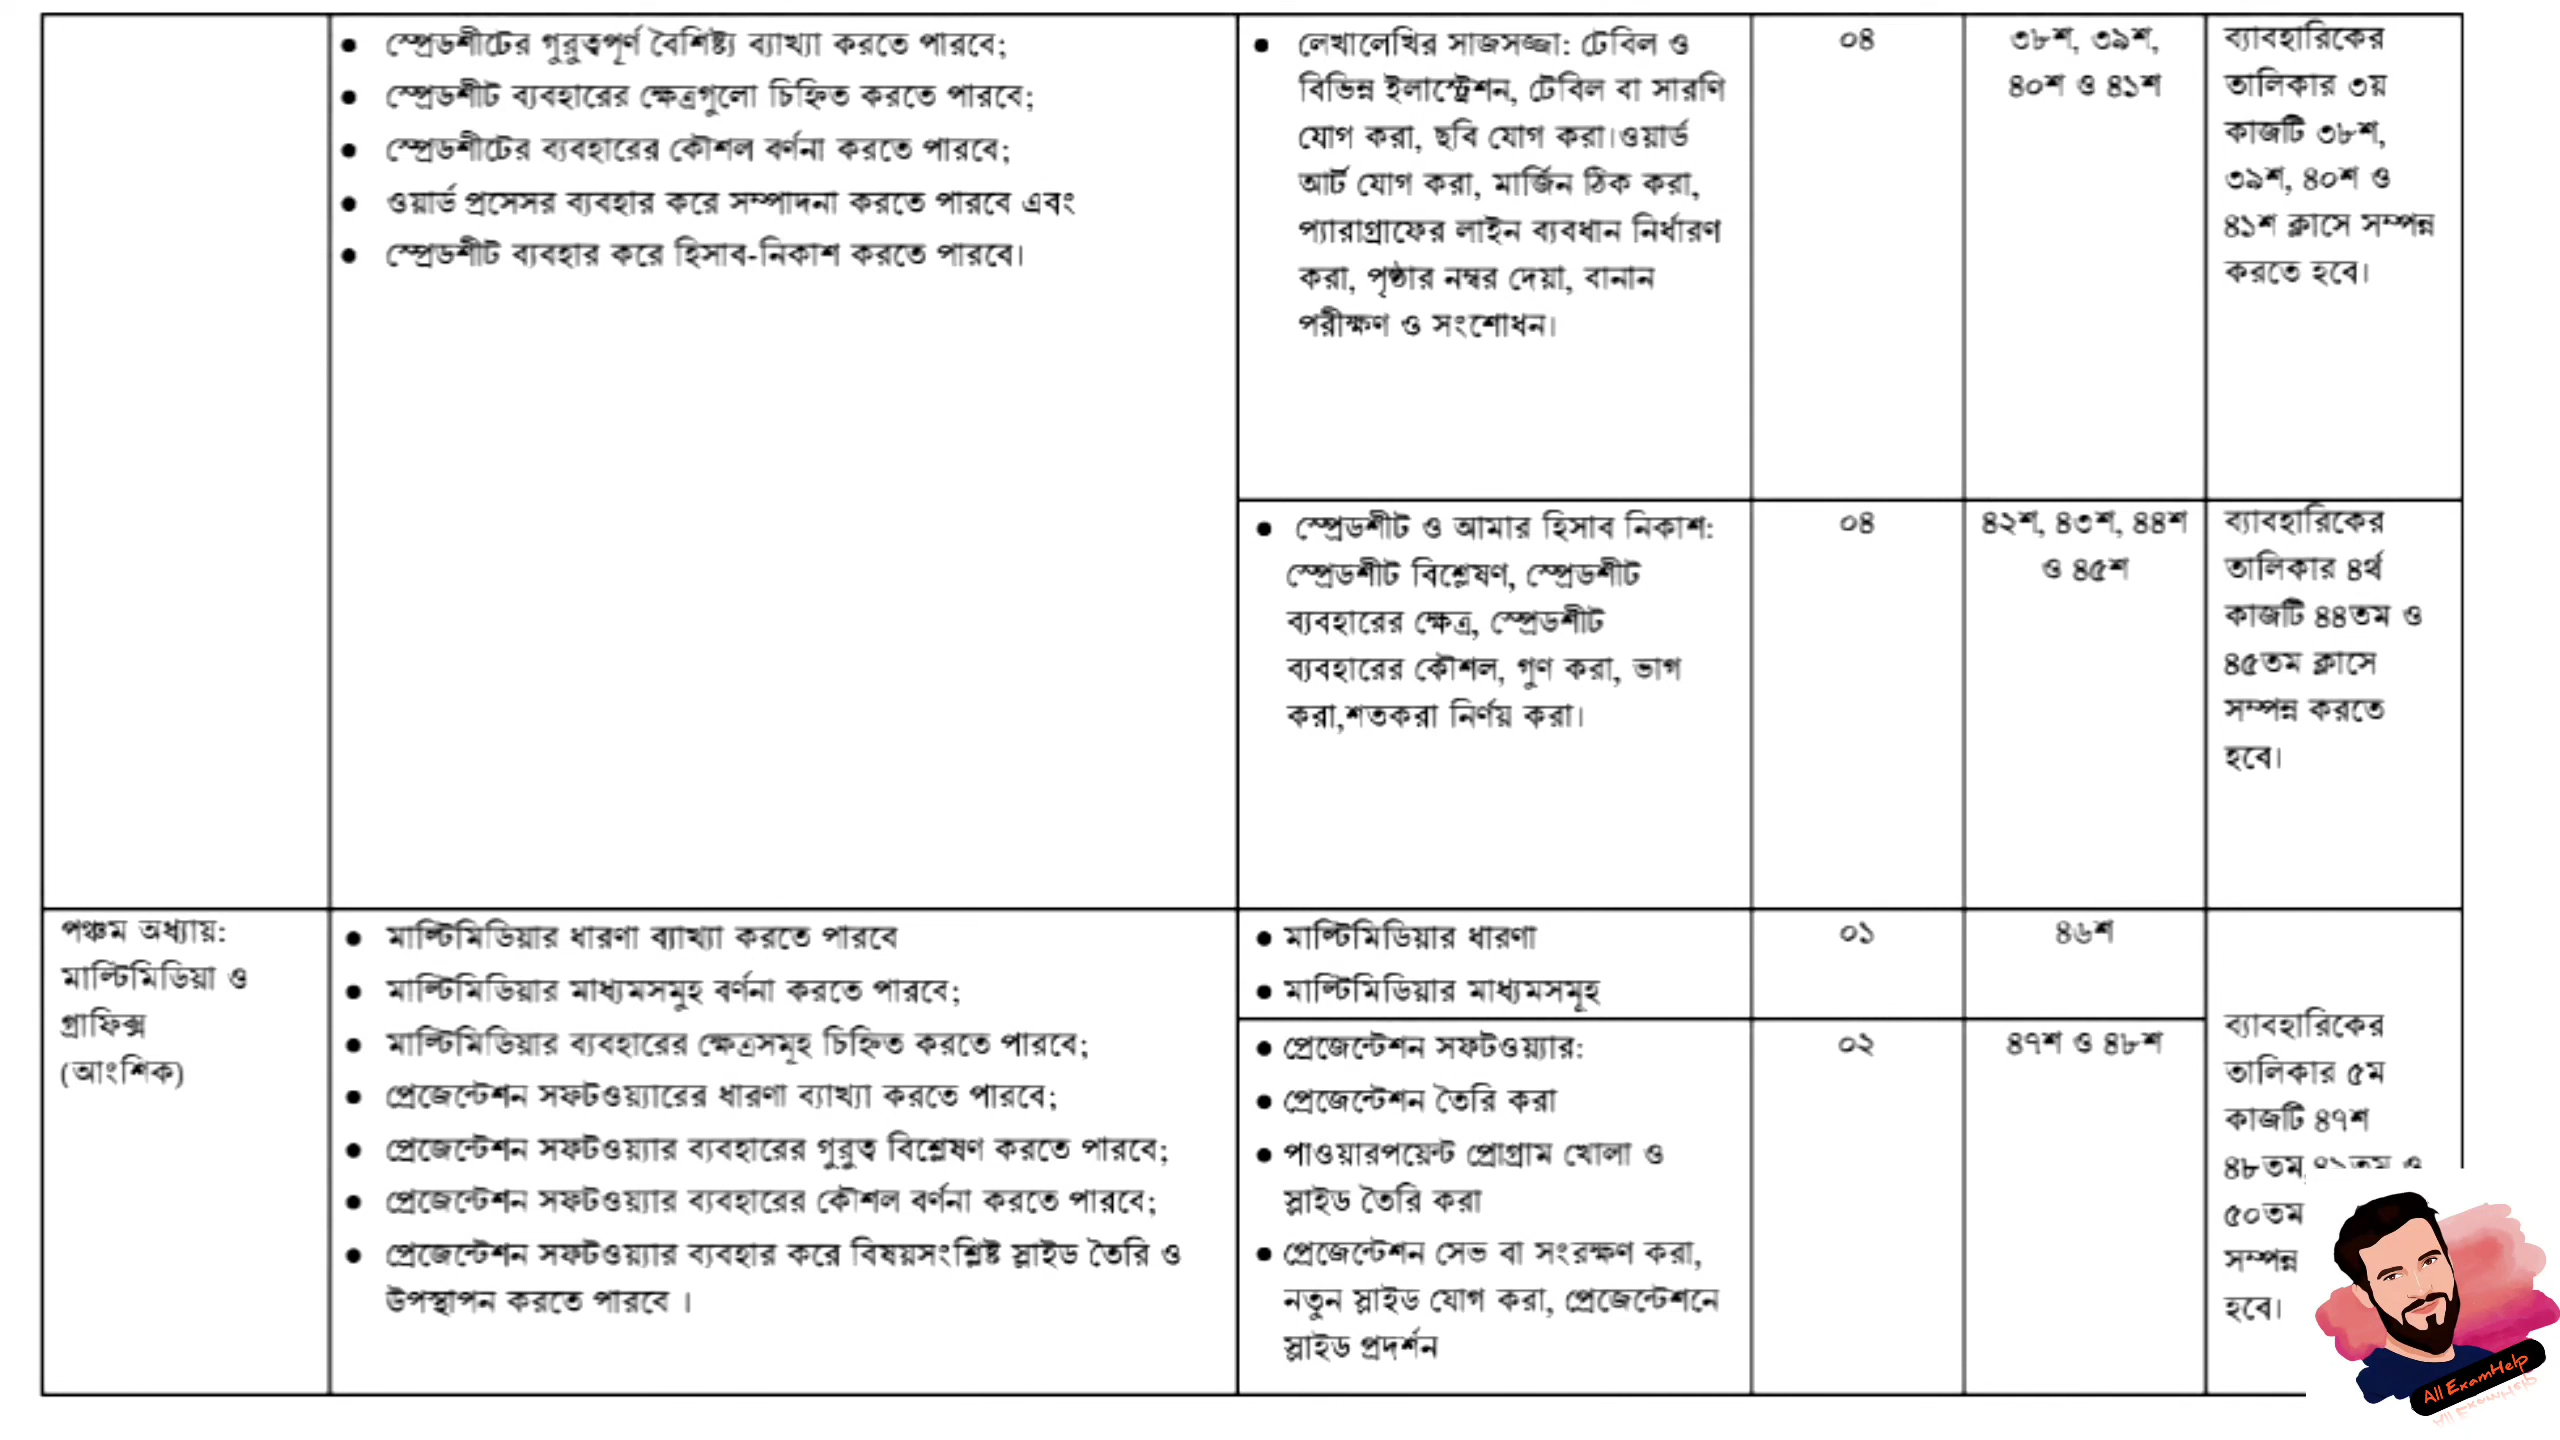 স্প্রেডশীটের গুরুত্বপূর্ণ বৈশিষ্ট্য ব্যাখ্যা করতে পারবে;
স্প্রেডশীট ব্যবহারের ক্ষেত্রগুলো চিহ্নিত করতে পারবে;
স্প্রেডশীটের ব্যবহারের কৌশল বর্ণনা করতে পারবে;
ওয়ার্ড প্রসেসর ব্যবহার করে সম্পাদনা করতে পারবে এবং
স্প্রেডশীট ব্যবহার করে হিসাব-নিকাশ করতে পারবে।
লেখালেখির সাজসজ্জা: টেবিল ও
বিভিন্ন ইলাস্ট্রেশন, টেবিল বা সারণি
যোগ করা, ছবি যোগ করা।ওয়ার্ড
আর্ট যোগ করা, মার্জিন ঠিক করা,
প্যারাগ্রাফের লাইন ব্যবধান নির্ধারণ
করা, পৃষ্ঠার নম্বর দেয়া, বানান
পরীক্ষণ ও সংশোধন।
০৪
৩৮শ, ৩৯শ,
৪০শ ও ৪১শ
ব্যাবহারিকের
তালিকার ৩য়
কাজটি ৩৮শ,
৩৯শ, ৪০শ ও
৪১শ ক্লাসে সম্পন্ন
করতে হবে।
স্প্রেডশীট ও আমার হিসাব নিকাশ:
স্প্রেডশীট বিশ্লেষণ, স্প্রেডশীট
ব্যবহারের ক্ষেত্র, স্প্রেডশীট
ব্যবহারের কৌশল, গুণ করা, ভাগ
করা,শতকরা নির্ণয় করা।
০৪
৪২শ, ৪৩শ, ৪৪শ
ও ৪৫শ
ব্যাবহারিকের
তালিকার ৪র্থ
কাজটি ৪৪তম ও
৪৫তম ক্লাসে
সম্পন্ন করতে
হবে।
পঞ্চম অধ্যায়:
মাল্টিমিডিয়া ও
গ্রাফিক্স
(আংশিক)
মাল্টিমিডিয়ার ধারণা ব্যাখ্যা করতে পারবে
মাল্টিমিডিয়ার মাধ্যমসমুহ বর্ণনা করতে পারবে;
মাল্টিমিডিয়ার ব্যবহারের ক্ষেত্রসমূহ চিহ্নিত করতে পারবে;
প্রেজেন্টেশন সফটওয়্যারের ধারণা ব্যাখ্যা করতে পারবে;
প্রেজেন্টেশন সফটওয়্যার ব্যবহারের গুরুত্ব বিশ্লেষণ করতে পারবে;
প্রেজেন্টেশন সফটওয়্যার ব্যবহারের কৌশল বর্ণনা করতে পারবে;
প্রেজেন্টেশন সফটওয়্যার ব্যবহার করে বিষয়সংশ্লিষ্ট স্লাইড তৈরি ও
উপস্থাপন করতে পারবে ।
মাল্টিমিডিয়ার ধারণা
মাল্টিমিডিয়ার মাধ্যমসমূহ
০১
৪৬শ
প্রেজেন্টেশন সফটওয়্যার:
প্রেজেন্টেশন তৈরি করা
পাওয়ারপয়েন্ট প্রোগ্রাম খোলা ও
স্লাইড তৈরি করা
প্রেজেন্টেশন সেভ বা সংরক্ষণ করা,
নতুন স্লাইড যোগ করা, প্রেজেন্টেশনে
স্লাইড প্রদর্শন
০২
৪৭শ ও ৪৮শ
ব্যাবহারিকের
তালিকার ৫ম
কাজটি ৪৭শ
৪৮তম,
৫০তম
সম্পন্ন
হবে।
All ExamHelp